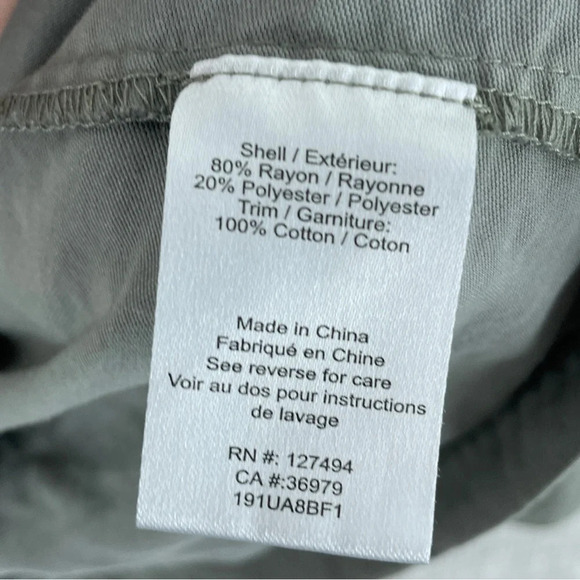 Shell / Extérieur:
80% Rayon / Rayonne
20% Polyester / Polyester
Trim / Garniture:
100% Cotton / Coton
Made in China
Fabriqué en Chine
See reverse for care
Voir au dos pour instructions
de lavage
RN #: 127494
CA #:36979
191UA8BF1